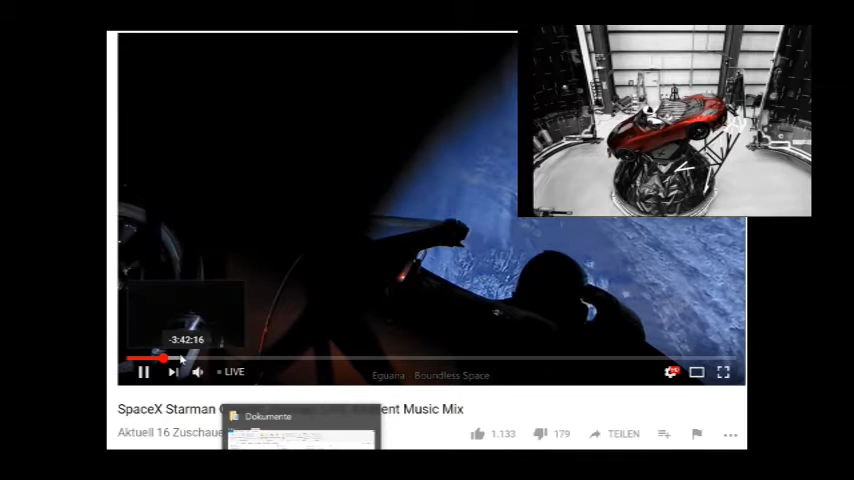 -3:42:16
LIVE
Eguana - Boundless Space
SpaceX Starman
ent Music Mix
Dokumente
Aktuell 16 Zuschaue
1.133
179
TEILEN